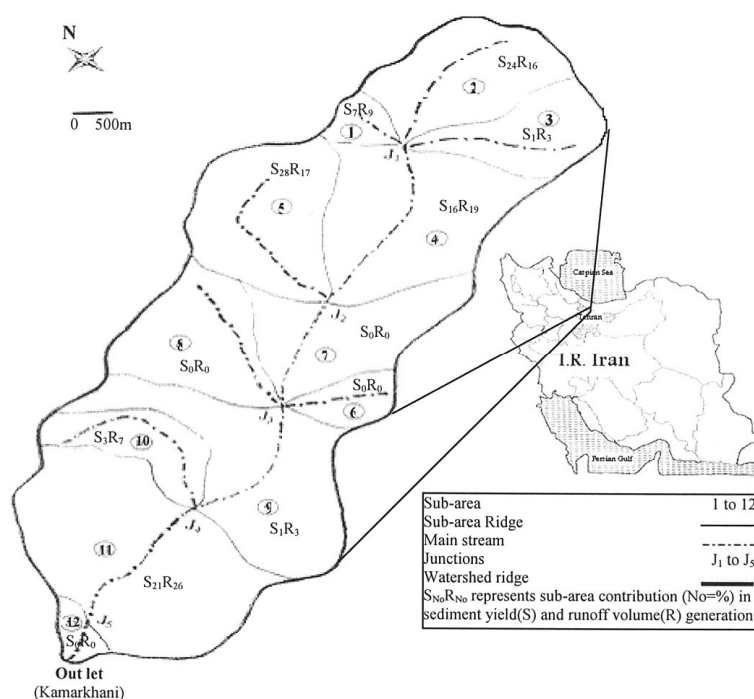 N
0 500m
S24R16
2
S7R9
1
3
S1R3
J1
S28R17
5
S16R19
4
J2
8
S0R0
S0R0
7
S0R0
6
J3
S3R7
10
9
S1R3
J4
11
S21R26
12
J5
S0R0
Out let
(Kamarkhani)
Caspian Sea
Tehran
I.R. Iran
Persian Gulf
Sub-area 1 to 12
Sub-area Ridge
Main stream
Junctions J1 to J5
Watershed ridge
SNoRNo represents sub-area contribution (No=%) in
sediment yield(S) and runoff volume(R) generation